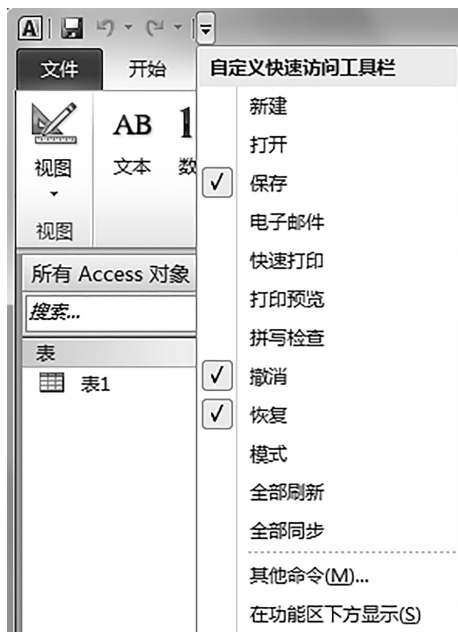 A
文件 开始 自定义快速访问工具栏
新建
打开
保存
电子邮件
快速打印
打印预览
拼写检查
撤消
恢复
模式
全部刷新
全部同步
其他命令(M)...
在功能区下方显示(S)
AB 1
视图 文本 数
视图
所有 Access 对象
搜索...
表
表1